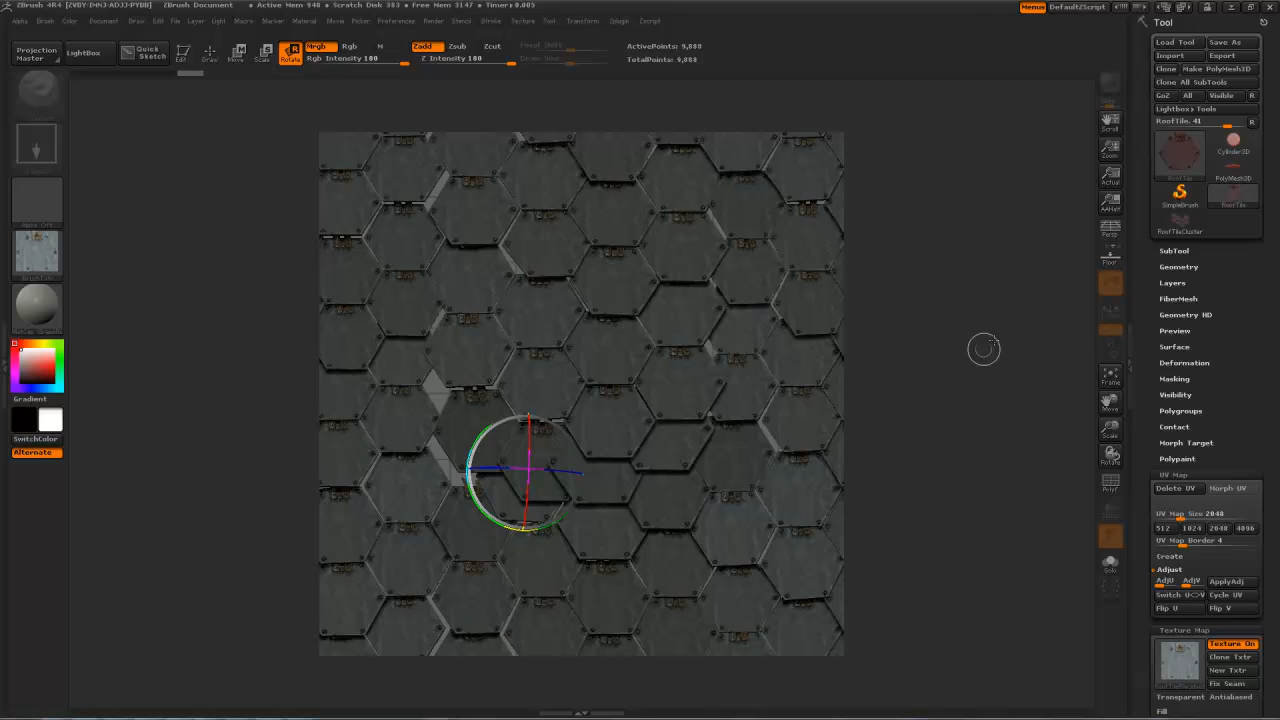 ZBrush 4R4 [ZVBY-DMNJ-ADJJ-PYBB] ZBrush Document ● Active Mem: 948 ● Scratch Disk: 383 ● Free Mem: 3147 ● Timer▶0.005
Menus DefaultZScript
Alpha Brush Color Document Draw Edit File Layer Light Macro Marker Material Movie Picker Preferences Render Stencil Stroke Texture Tool Transform Zplugin Zscript
Projection Master
LightBox
Quick Sketch
Edit
Draw
Move
Scale
Rotate
Mrgb Rgb M
Rgb Intensity 100
Zadd Zsub Zcut
Z Intensity 100
Focal Shift
Draw Size
ActivePoints: 9,888
TotalPoints: 9,888
Gradient
SwitchColor
Alternate
Scroll
Zoom
Actual
AAHalf
Persp
Floor
Frame
Move
Scale
Rotate
PolyF
Solo
Tool
Load Tool Save As
Import Export
Clone Make PolyMesh3D
Clone All SubTools
GoZ All Visible R
Lightbox▶Tools
RoofTile. 41 R
Cylinder3D
RoofTile PolyMesh3D
SimpleBrush RoofTile
RoofTileCluster
SubTool
Geometry
Layers
FiberMesh
Geometry HD
Preview
Surface
Deformation
Masking
Visibility
Polygroups
Contact
Morph Target
Polypaint
UV Map
Delete UV Morph UV
UV Map Size 2048
512 1024 2048 4096
UV Map Border 4
Create
Adjust
AdjU AdjV ApplyAdj
Switch U<>V Cycle UV
Flip U Flip V
Texture Map
Texture On
Clone Txtr
New Txtr
Fix Seam
Transparent Antialiased
Fill